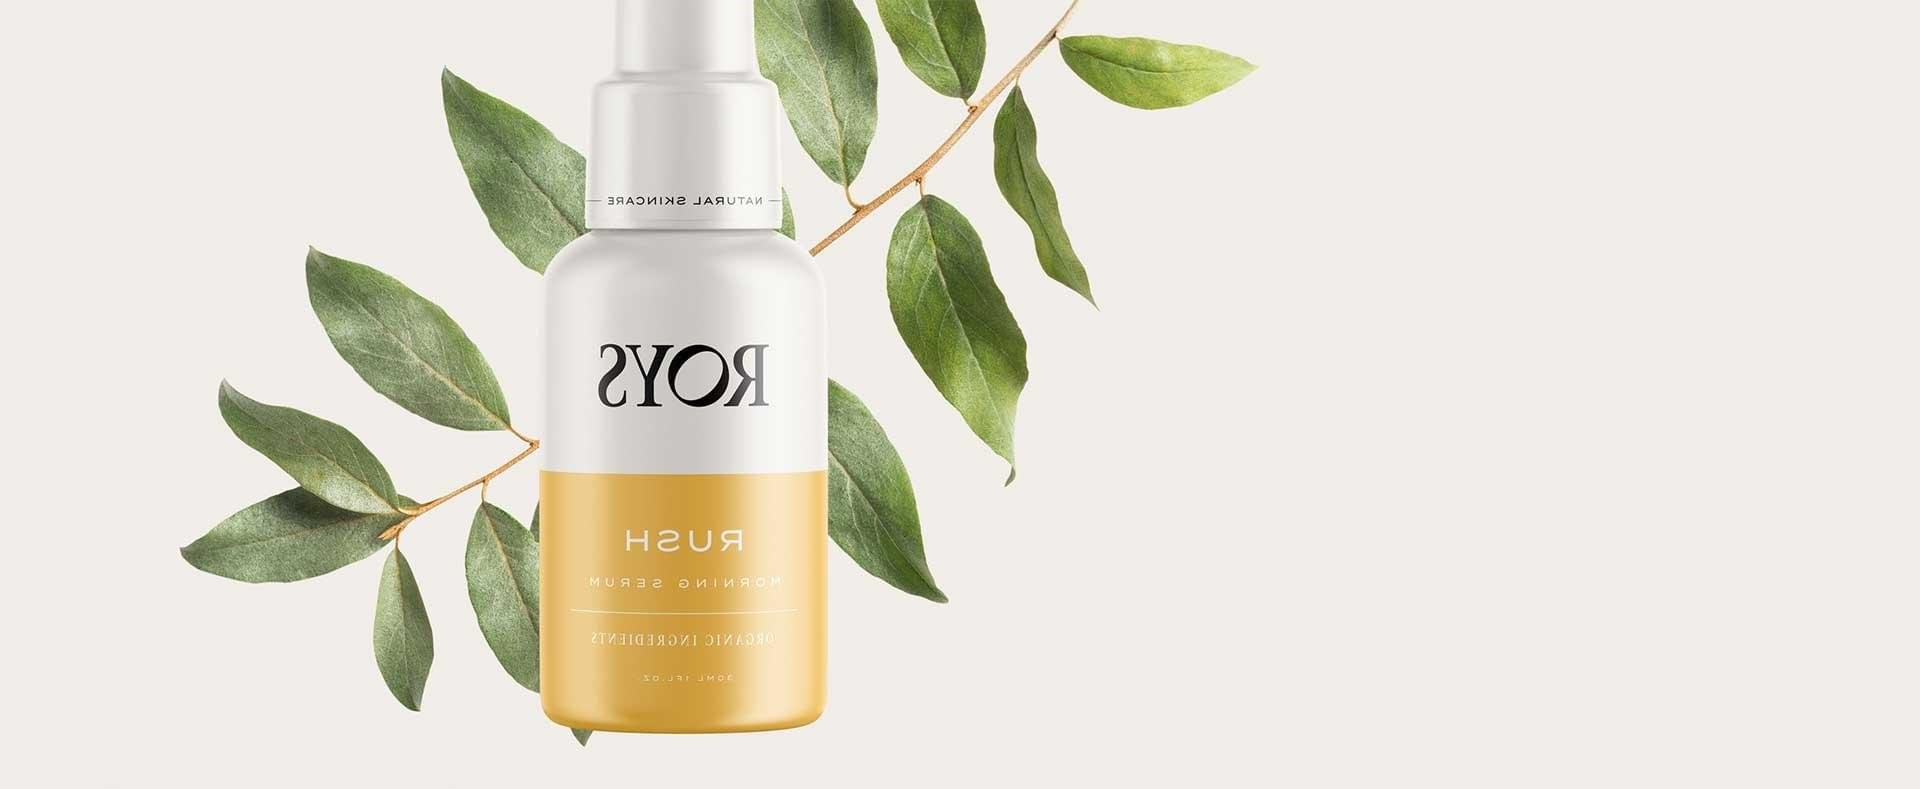 NATURAL SKINCARE
ROYS
RUSH
MORNING SERUM
ORGANIC INGREDIENTS
30ML 1FL.OZ.